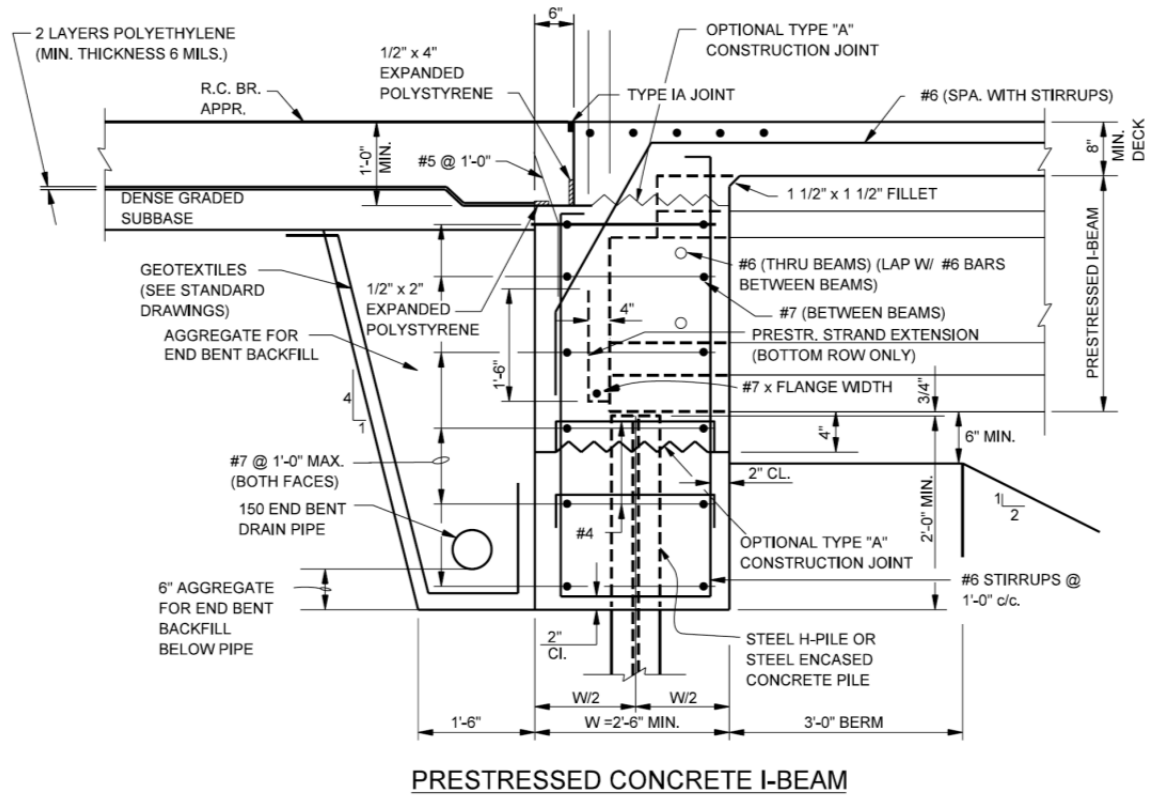 2 LAYERS POLYETHYLENE
(MIN. THICKNESS 6 MILS.)
R.C. BR.
APPR.
1/2" x 4"
EXPANDED
POLYSTYRENE
6"
OPTIONAL TYPE "A"
CONSTRUCTION JOINT
TYPE IA JOINT
#6 (SPA. WITH STIRRUPS)
8"
MIN.
DECK
1'-0"
MIN.
#5 @ 1'-0"
DENSE GRADED
SUBBASE
1 1/2" x 1 1/2" FILLET
GEOTEXTILES
(SEE STANDARD
DRAWINGS)
1/2" x 2"
EXPANDED
POLYSTYRENE
4"
#6 (THRU BEAMS) (LAP W/ #6 BARS
BETWEEN BEAMS)
#7 (BETWEEN BEAMS)
PRESTR. STRAND EXTENSION
(BOTTOM ROW ONLY)
PRESTRESSED I-BEAM
AGGREGATE FOR
END BENT BACKFILL
1'-6"
#7 x FLANGE WIDTH
3/4"
4
1
4"
6" MIN.
#7 @ 1'-0" MAX.
(BOTH FACES)
2" CL.
2'-0" MIN.
1
2
150 END BENT
DRAIN PIPE
#4
OPTIONAL TYPE "A"
CONSTRUCTION JOINT
6" AGGREGATE
FOR END BENT
BACKFILL
BELOW PIPE
#6 STIRRUPS @
1'-0" c/c.
2"
Cl.
STEEL H-PILE OR
STEEL ENCASED
CONCRETE PILE
W/2
W/2
1'-6"
W =2'-6" MIN.
3'-0" BERM
PRESTRESSED CONCRETE I-BEAM